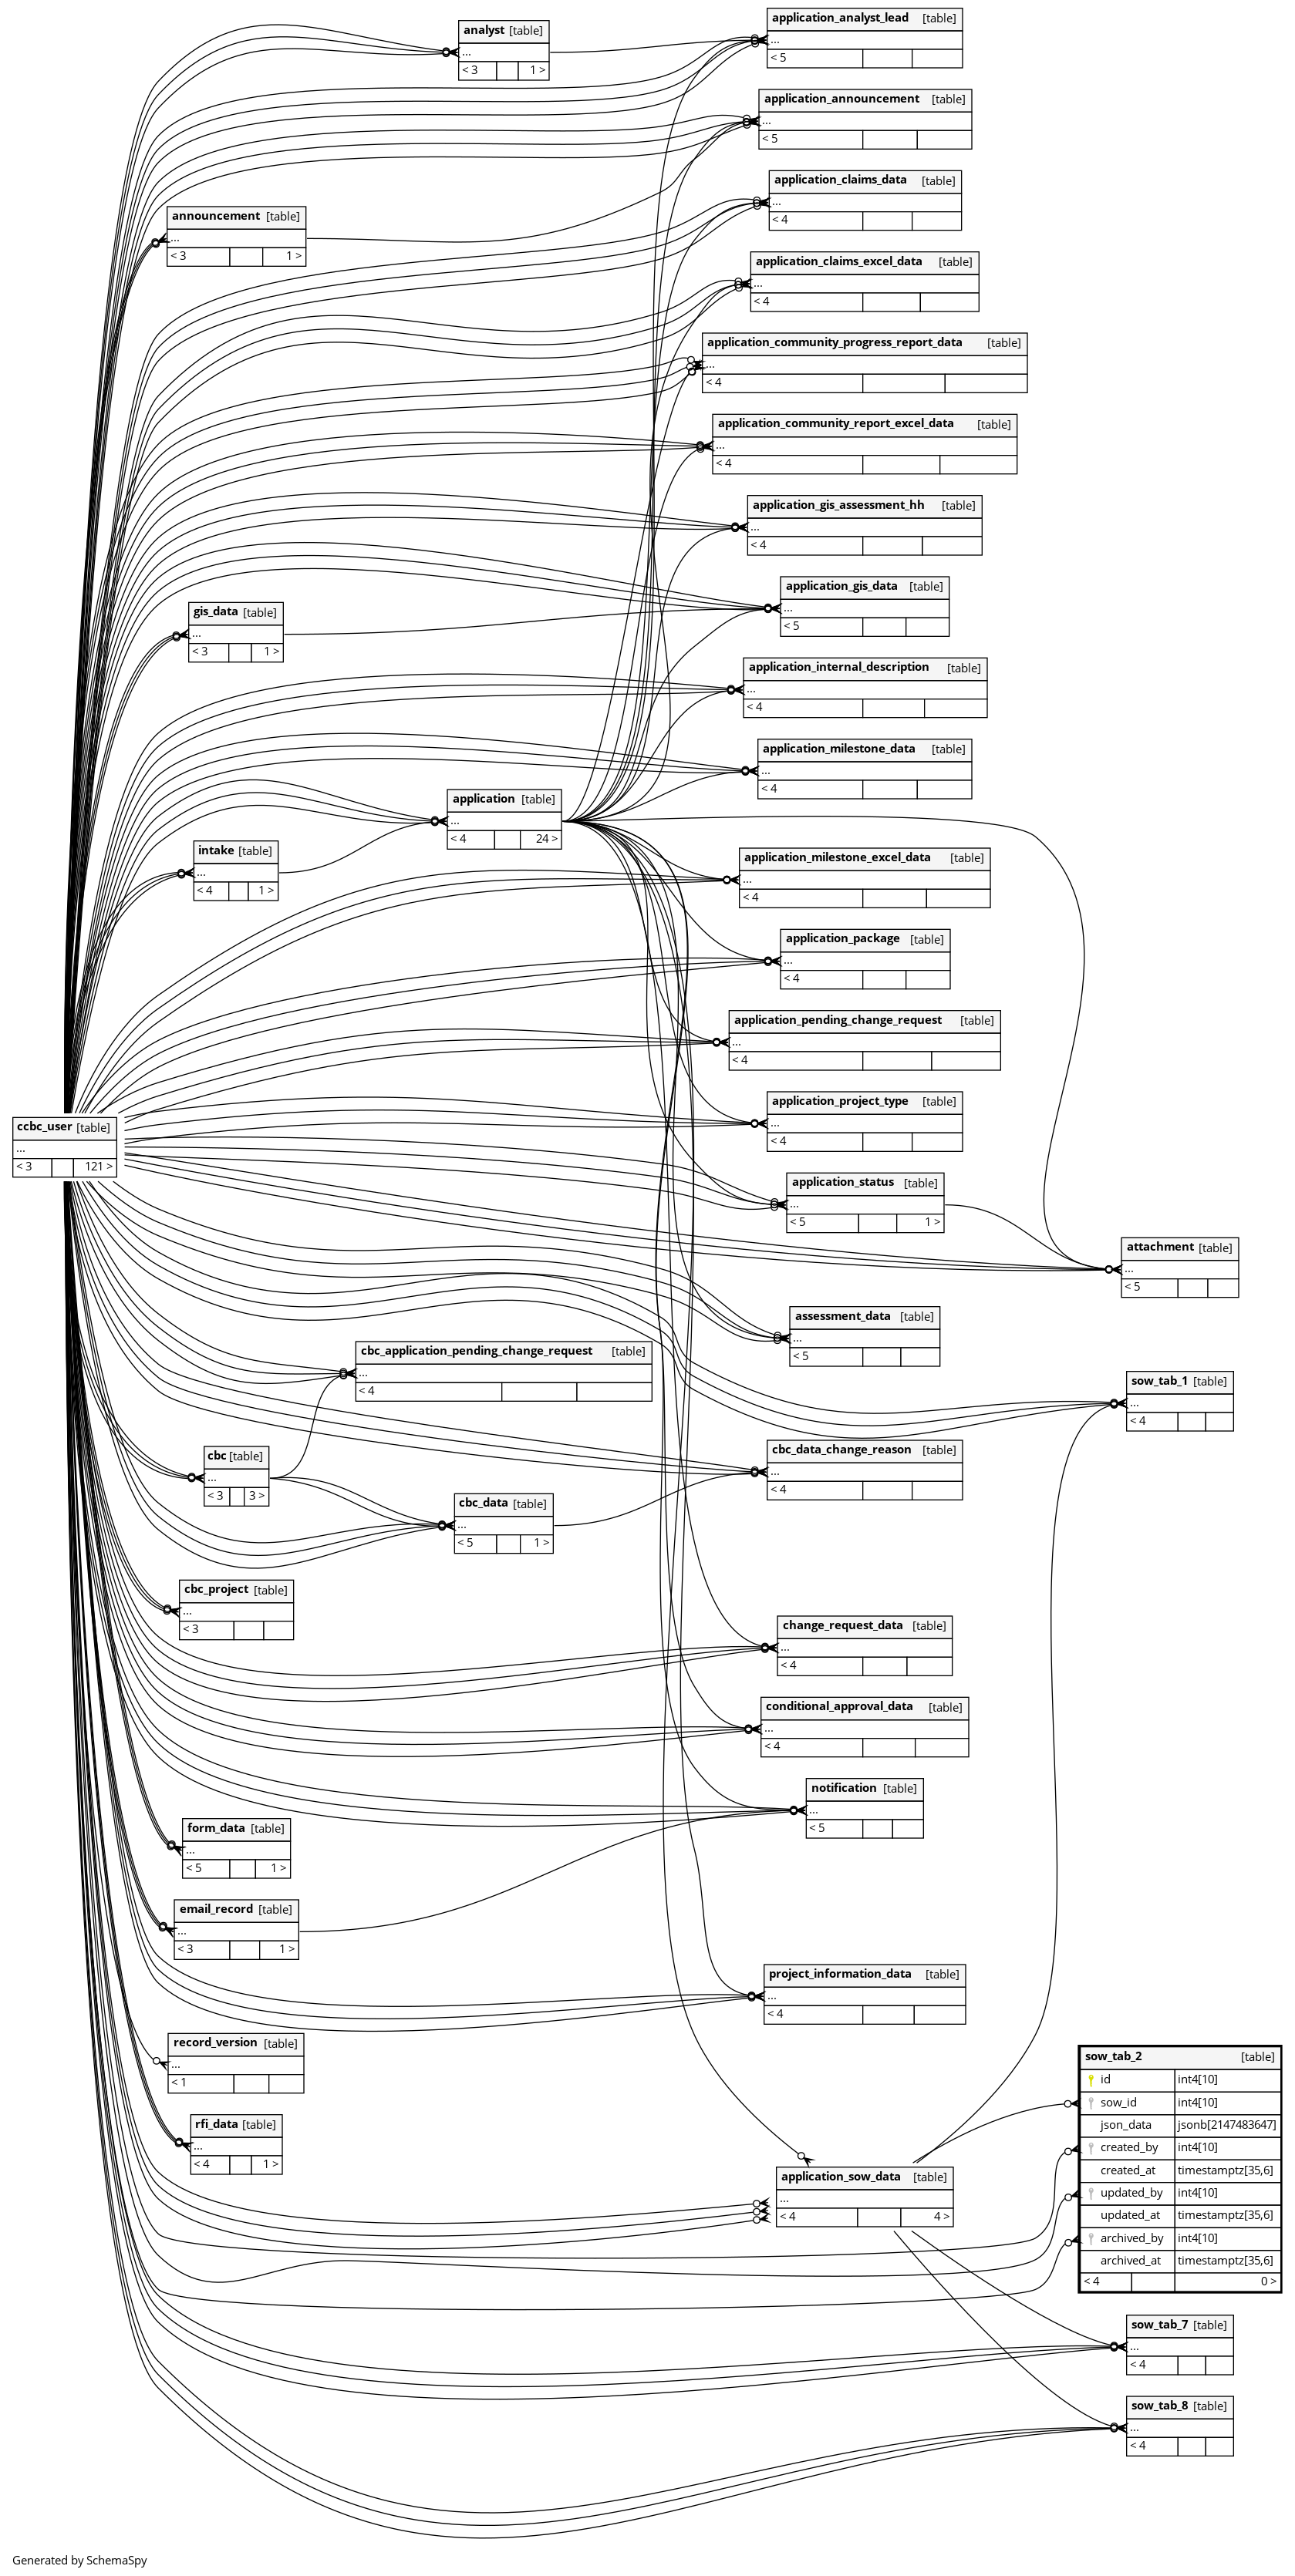 analyst [table]
...
< 3 1 >
application_analyst_lead [table]
...
< 5
application_announcement [table]
...
< 5
application_claims_data [table]
...
< 4
announcement [table]
...
< 3 1 >
application_claims_excel_data [table]
...
< 4
application_community_progress_report_data [table]
...
< 4
application_community_report_excel_data [table]
...
< 4
application_gis_assessment_hh [table]
...
< 4
application_gis_data [table]
...
< 5
gis_data [table]
...
< 3 1 >
application_internal_description [table]
...
< 4
application_milestone_data [table]
...
< 4
application [table]
...
< 4 24 >
intake [table]
...
< 4 1 >
application_milestone_excel_data [table]
...
< 4
application_package [table]
...
< 4
application_pending_change_request [table]
...
< 4
application_project_type [table]
...
< 4
ccbc_user [table]
...
< 3 121 >
application_status [table]
...
< 5 1 >
attachment [table]
...
< 5
assessment_data [table]
...
< 5
cbc_application_pending_change_request [table]
...
< 4
sow_tab_1 [table]
...
< 4
cbc [table]
...
< 3 3 >
cbc_data_change_reason [table]
...
< 4
cbc_data [table]
...
< 5 1 >
cbc_project [table]
...
< 3
change_request_data [table]
...
< 4
conditional_approval_data [table]
...
< 4
notification [table]
...
< 5
form_data [table]
...
< 5 1 >
email_record [table]
...
< 3 1 >
project_information_data [table]
...
< 4
record_version [table]
...
< 1
sow_tab_2 [table]
id int4[10]
sow_id int4[10]
json_data jsonb[2147483647]
created_by int4[10]
created_at timestamptz[35,6]
updated_by int4[10]
updated_at timestamptz[35,6]
archived_by int4[10]
archived_at timestamptz[35,6]
< 4 0 >
rfi_data [table]
...
< 4 1 >
application_sow_data [table]
...
< 4 4 >
sow_tab_7 [table]
...
< 4
sow_tab_8 [table]
...
< 4
Generated by SchemaSpy